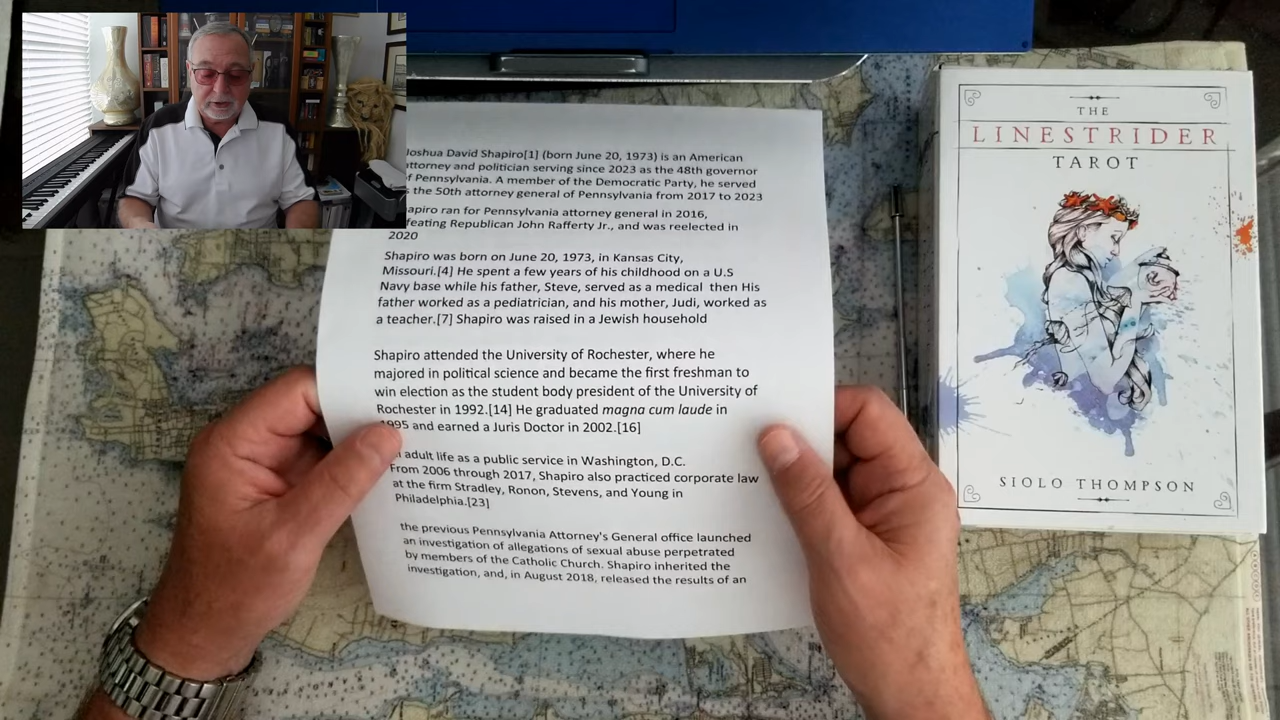 Joshua David Shapiro[1] (born June 20, 1973) is an American
attorney and politician serving since 2023 as the 48th governor
of Pennsylvania. A member of the Democratic Party, he served
s the 50th attorney general of Pennsylvania from 2017 to 2023
apiro ran for Pennsylvania attorney general in 2016,
feating Republican John Rafferty Jr., and was reelected in
2020
Shapiro was born on June 20, 1973, in Kansas City,
Missouri.[4] He spent a few years of his childhood on a U.S
Navy base while his father, Steve, served as a medical then His
father worked as a pediatrician, and his mother, Judi, worked as
a teacher.[7] Shapiro was raised in a Jewish household
Shapiro attended the University of Rochester, where he
majored in political science and became the first freshman to
win election as the student body president of the University of
Rochester in 1992.[14] He graduated magna cum laude in
1995 and earned a Juris Doctor in 2002.[16]
adult life as a public service in Washington, D.C.
From 2006 through 2017, Shapiro also practiced corporate law
at the firm Stradley, Ronon, Stevens, and Young in
Philadelphia.[23]
the previous Pennsylvania Attorney's General office launched
an investigation of allegations of sexual abuse perpetrated
by members of the Catholic Church. Shapiro inherited the
investigation, and, in August 2018, released the results of an
THE
LINESTRIDER
TAROT
SIOLO THOMPSON